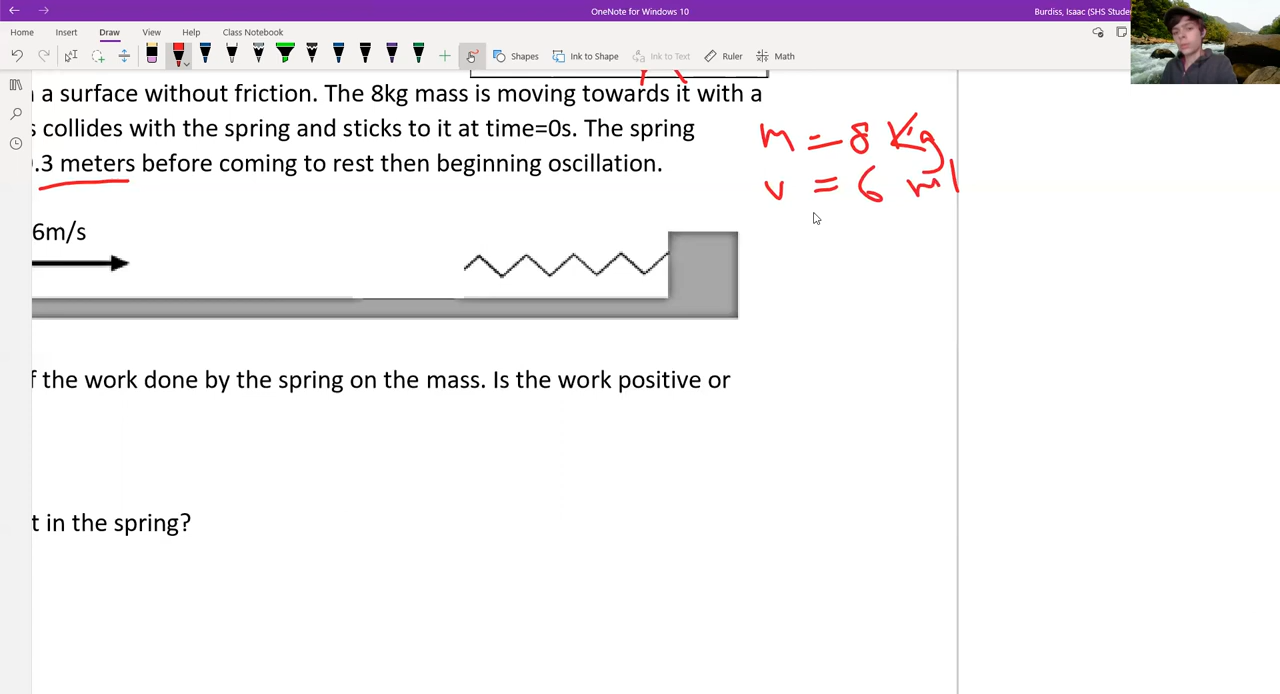 OneNote for Windows 10
Burdiss, Isaac (SHS Stude
Home Insert Draw View Help Class Notebook
Shapes Ink to Shape Ink to Text Ruler Math
a surface without friction. The 8kg mass is moving towards it with a
s collides with the spring and sticks to it at time=0s. The spring
.3 meters before coming to rest then beginning oscillation.
m = 8 Kg
v = 6 m/
6m/s
f the work done by the spring on the mass. Is the work positive or
t in the spring?